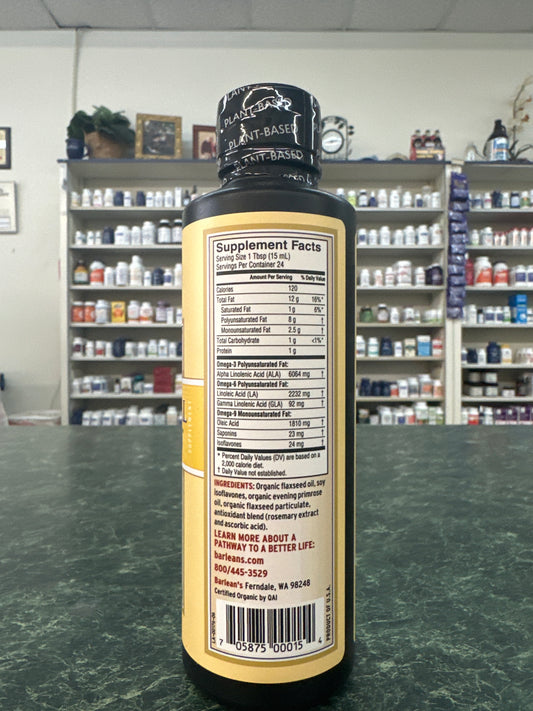 PLANT-BASED
PLANT-BASED
PLANT-BASED
PLANT-BASED
Supplement Facts
Serving Size 1 Tbsp (15 mL)
Servings Per Container 24
Amount Per Serving % Daily Value
Calories 120
Total Fat 12 g 16%*
Saturated Fat 1 g 6%*
Polyunsaturated Fat 8 g †
Monounsaturated Fat 2.5 g †
Total Carbohydrate 1 g <1%*
Protein 1 g
Omega-3 Polyunsaturated Fat:
Alpha Linolenic Acid (ALA) 6064 mg †
Omega-6 Polyunsaturated Fat:
Linoleic Acid (LA) 2232 mg †
Gamma Linolenic Acid (GLA) 92 mg †
Omega-9 Monounsaturated Fat:
Oleic Acid 1810 mg †
Saponins 23 mg †
Isoflavones 24 mg †
* Percent Daily Values (DV) are based on a
2,000 calorie diet.
† Daily Value not established.
INGREDIENTS: Organic flaxseed oil, soy
isoflavones, organic evening primrose
oil, organic flaxseed particulate,
antioxidant blend (rosemary extract
and ascorbic acid).
LEARN MORE ABOUT A
PATHWAY TO A BETTER LIFE:
barleans.com
800/445-3529
Barlean's Ferndale, WA 98248
Certified Organic by QAI
7 05875 00015 4
PRODUCT OF U.S.A.
SUPPLEMENT